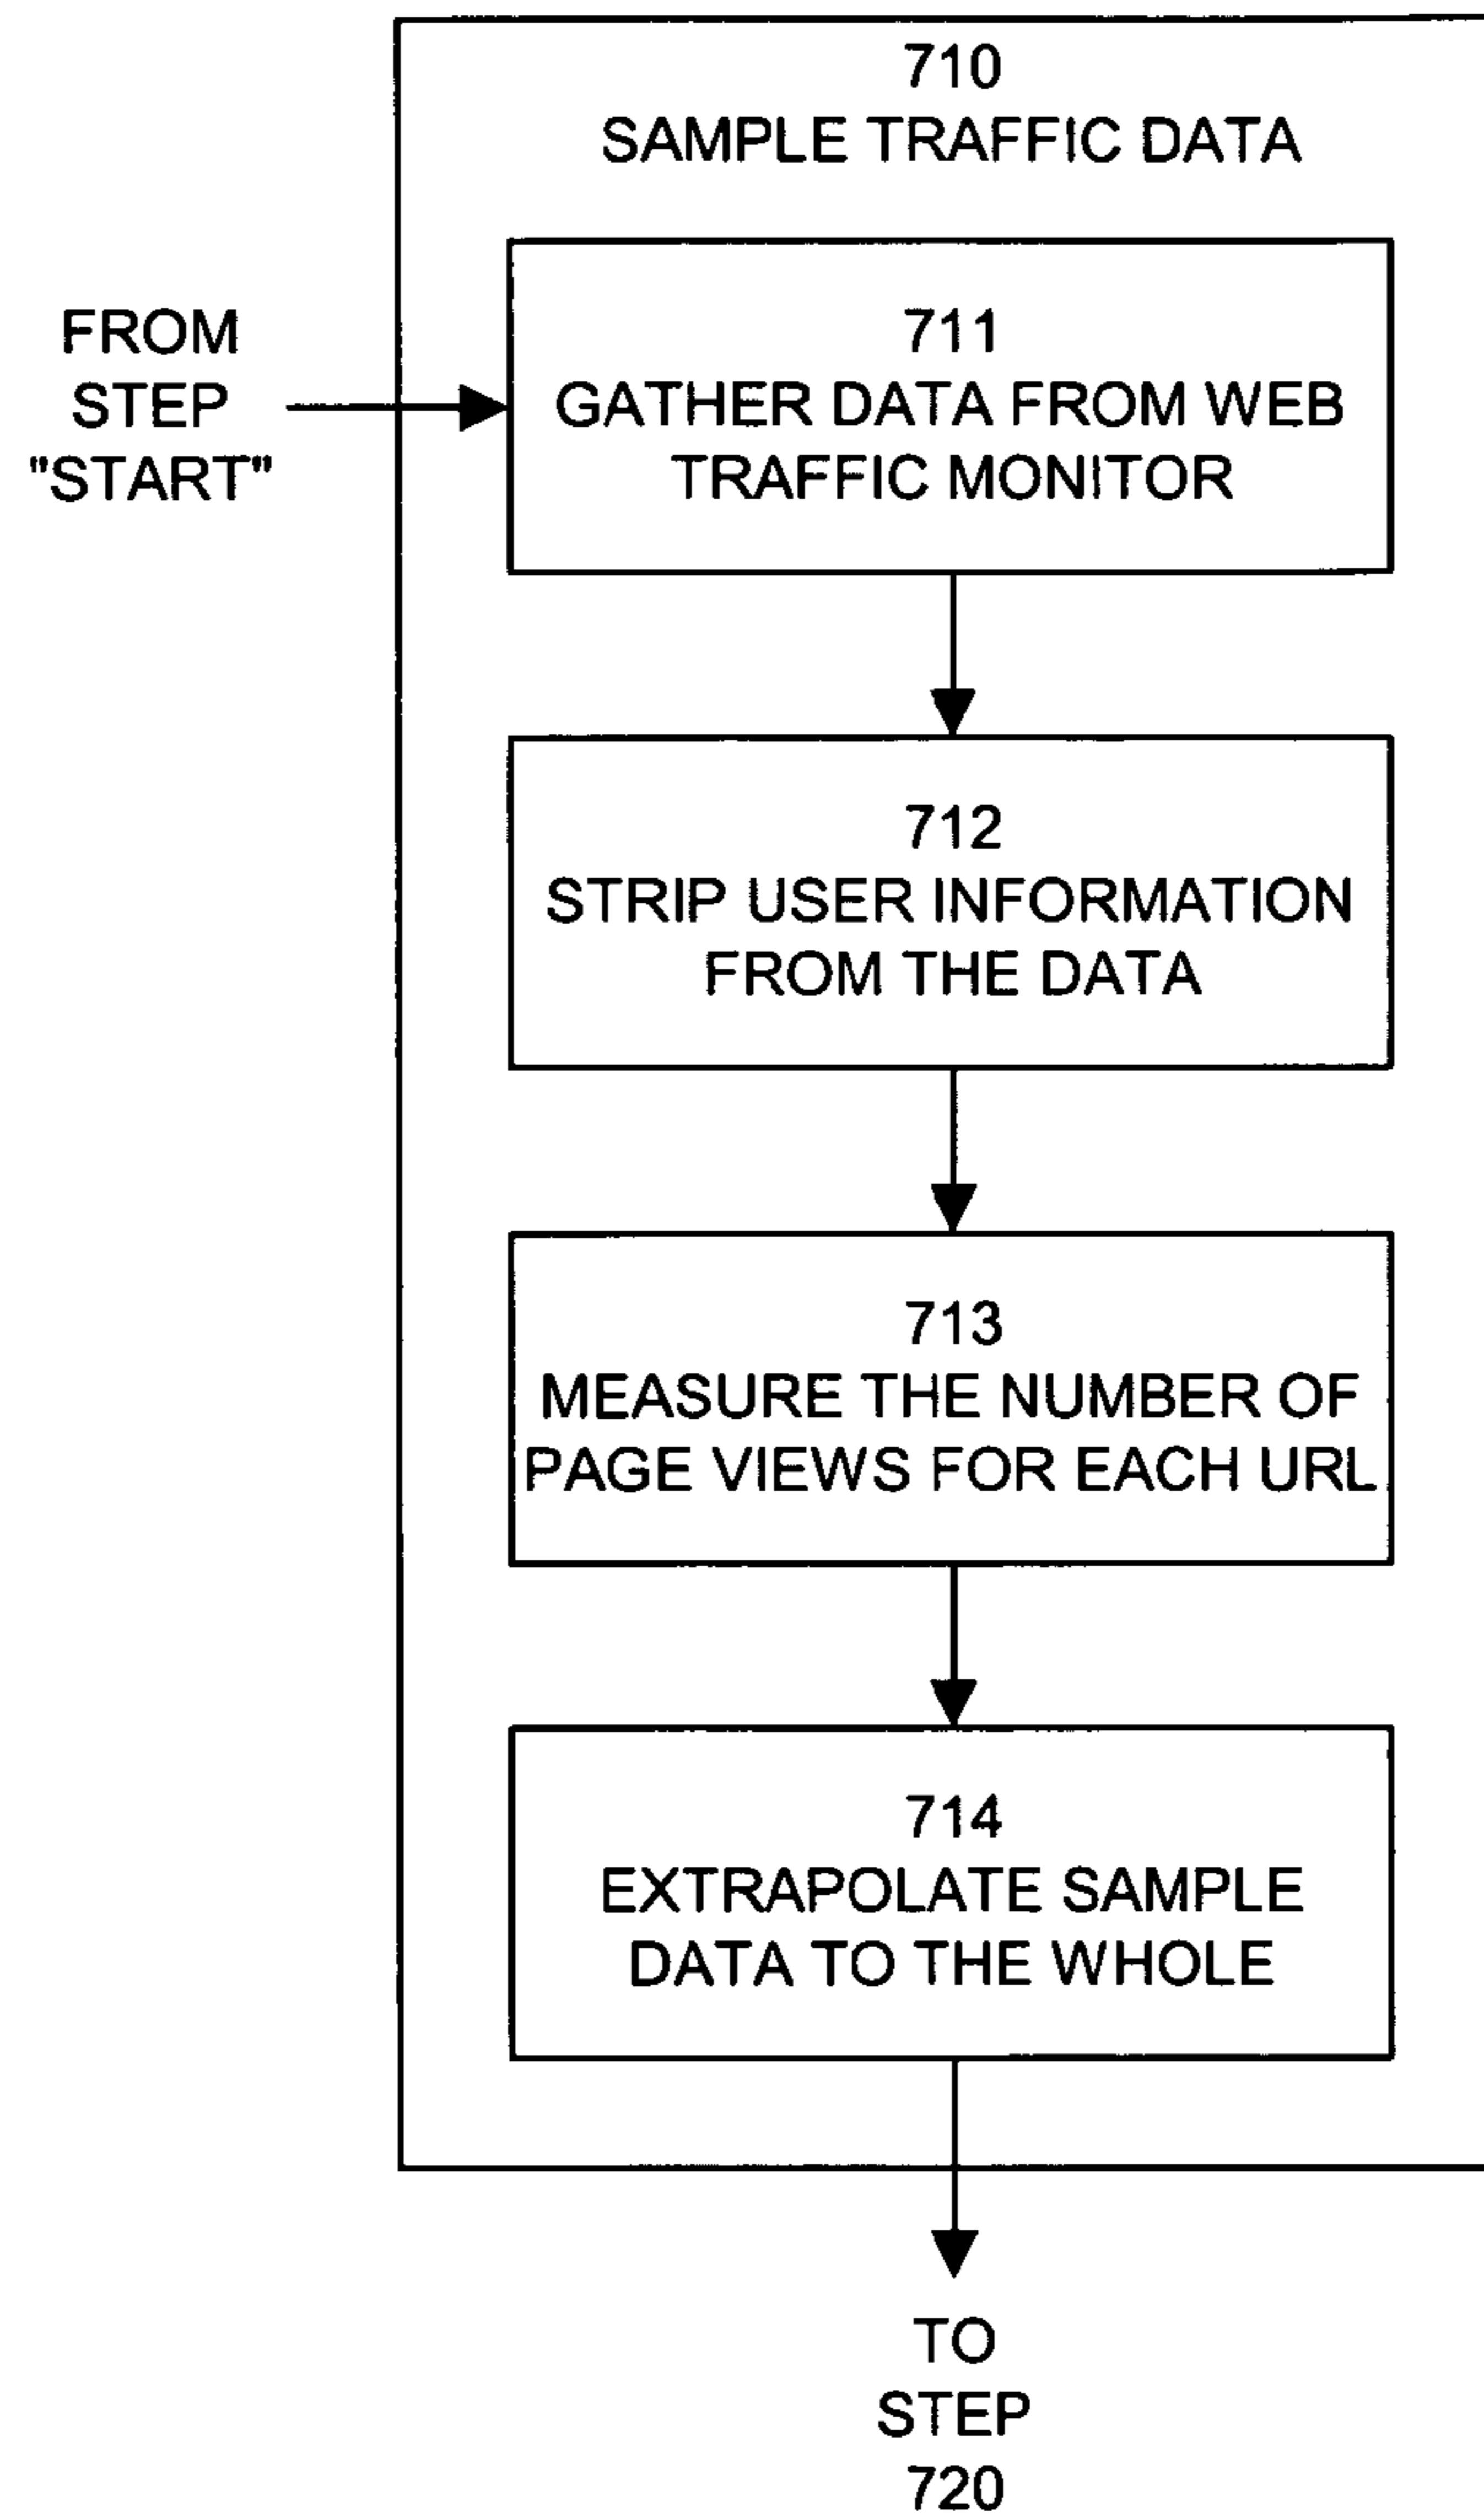 710
SAMPLE TRAFFIC DATA
FROM
STEP
"START"
711
GATHER DATA FROM WEB
TRAFFIC MONITOR
712
STRIP USER INFORMATION
FROM THE DATA
713
MEASURE THE NUMBER OF
PAGE VIEWS FOR EACH URL
714
EXTRAPOLATE SAMPLE
DATA TO THE WHOLE
TO
STEP
720